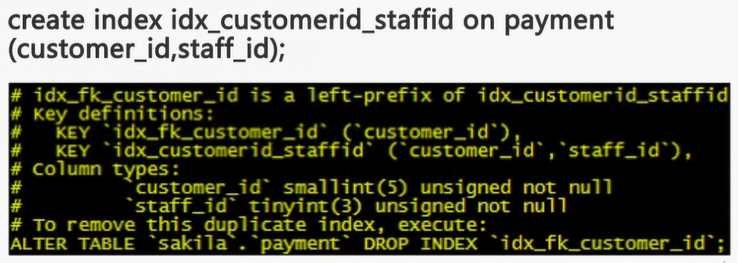 create index idx_customerid_staffid on payment
(customer_id,staff_id);
# idx_fk_customer_id is a left-prefix of idx_customerid_staffid
# Key definitions:
#   KEY `idx_fk_customer_id` (`customer_id`),
#   KEY `idx_customerid_staffid` (`customer_id`,`staff_id`),
# Column types:
#         `customer_id` smallint(5) unsigned not null
#         `staff_id` tinyint(3) unsigned not null
# To remove this duplicate index, execute:
ALTER TABLE `sakila`.`payment` DROP INDEX `idx_fk_customer_id`;